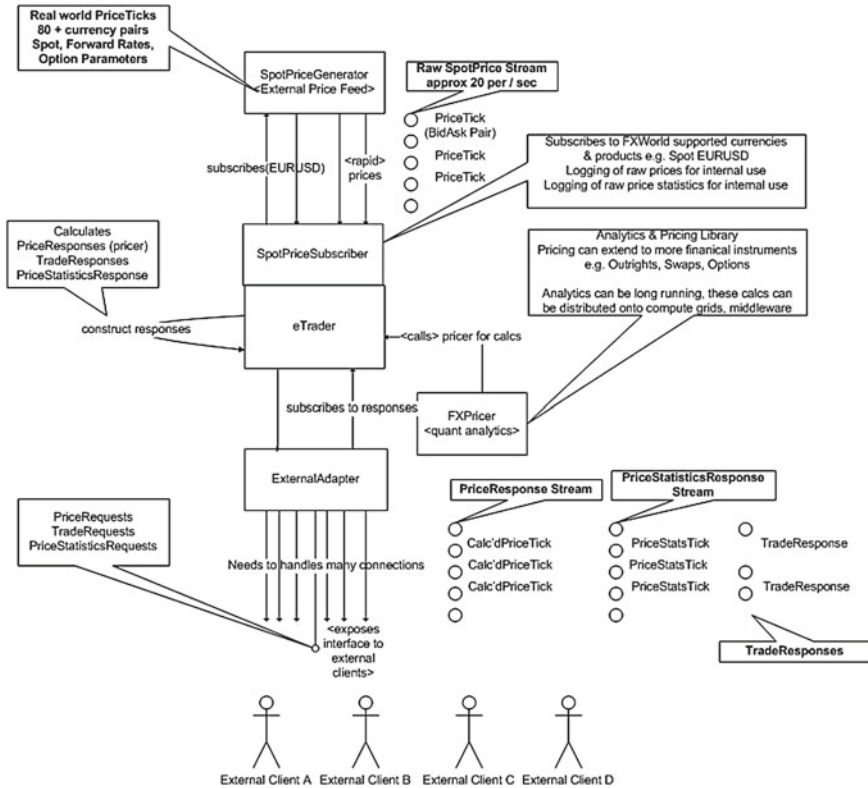 Real world PriceTicks
80 + currency pairs
Spot, Forward Rates,
Option Parameters
SpotPriceGenerator
<External Price Feed>
Raw SpotPrice Stream
approx 20 per / sec
PriceTick
(BidAsk Pair)
PriceTick
PriceTick
subscribes(EURUSD)
<rapid>
prices
Subscribes to FXWorld supported currencies
& products e.g. Spot EURUSD
Logging of raw prices for internal use
Logging of raw price statistics for internal use
Calculates
PriceResponses (pricer)
TradeResponses
PriceStatisticsResponse
SpotPriceSubscriber
Analytics & Pricing Library
Pricing can extend to more finanical instruments
e.g. Outrights, Swaps, Options
Analytics can be long running, these calcs can
be distributed onto compute grids, middleware
eTrader
construct responses
<calls> pricer for calcs
subscribes to responses
FXPricer
<quant analytics>
ExternalAdapter
PriceResponse Stream
PriceStatisticsResponse
Stream
PriceRequests
TradeRequests
PriceStatisticsRequests
Calc'dPriceTick
Calc'dPriceTick
Calc'dPriceTick
PriceStatsTick
PriceStatsTick
PriceStatsTick
TradeResponse
TradeResponse
Needs to handles many connections
<exposes
interface to
external
clients>
TradeResponses
External Client A
External Client B
External Client C
External Client D